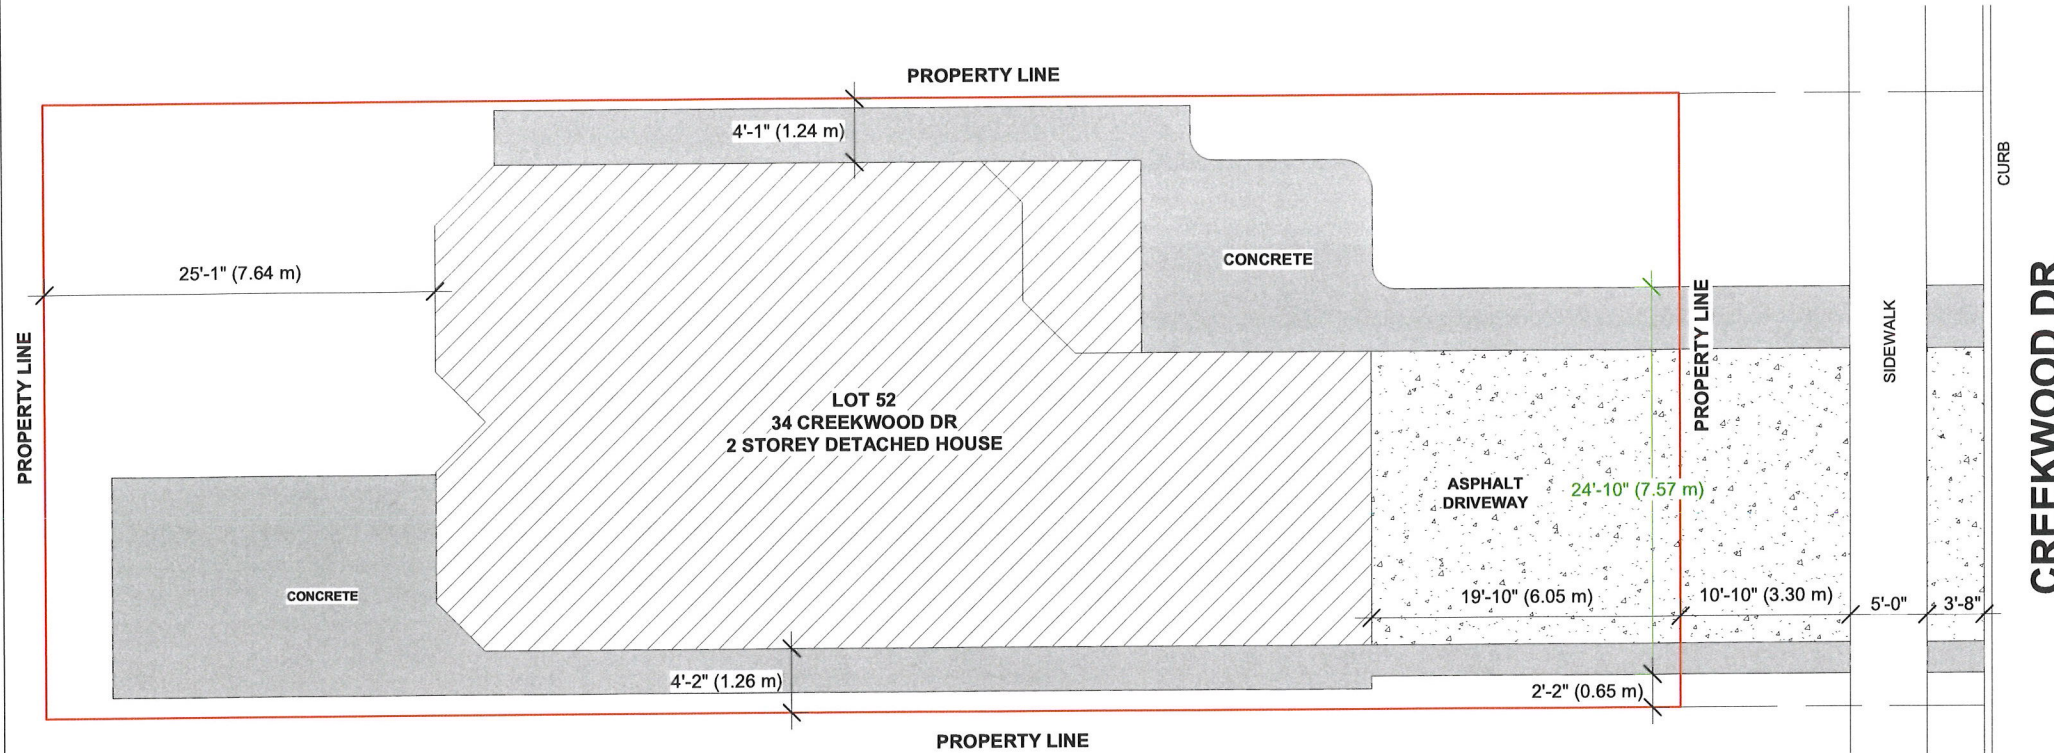 PROPERTY LINE
4'-1" (1.24 m)
CURB
CONCRETE
25'-1" (7.64 m)
PROPERTY LINE
PROPERTY LINE
SIDEWALK
CREEKWOOD DR
LOT 52
34 CREEKWOOD DR
2 STOREY DETACHED HOUSE
ASPHALT
DRIVEWAY
24'-10" (7.57 m)
CONCRETE
19'-10" (6.05 m)
10'-10" (3.30 m)
5'-0"
3'-8"
4'-2" (1.26 m)
2'-2" (0.65 m)
PROPERTY LINE